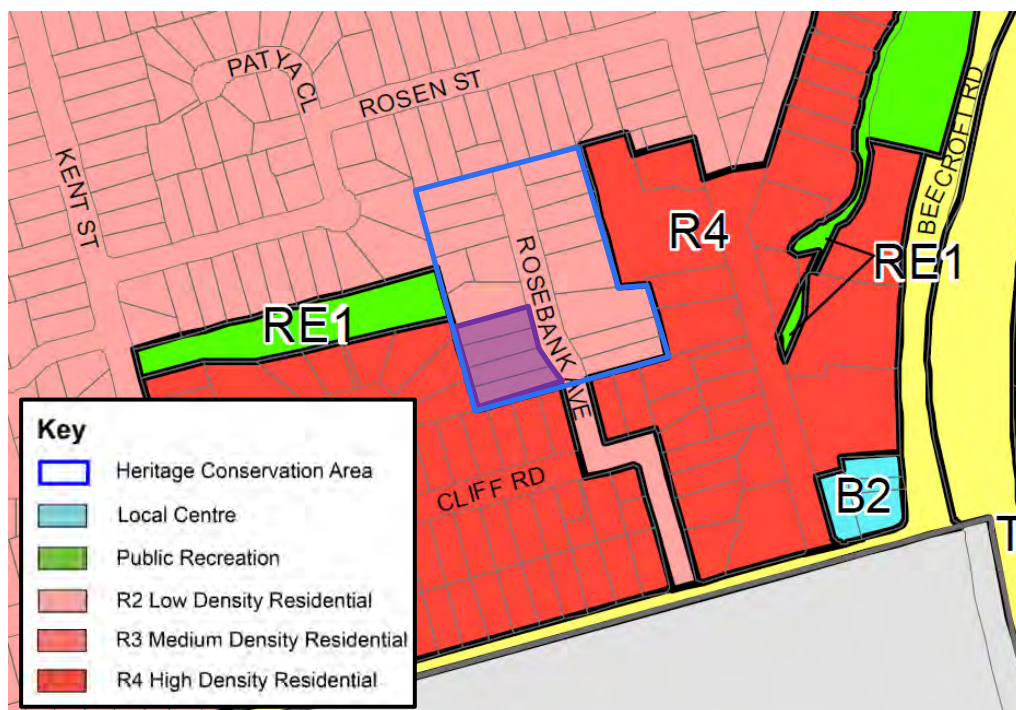 PATYA CL
ROSEN ST
KENT ST
BEECROFT RD
R4
RE1
ROSEBANK AVE
RE1
CLIFF RD
B2
T
Key
Heritage Conservation Area
Local Centre
Public Recreation
R2 Low Density Residential
R3 Medium Density Residential
R4 High Density Residential